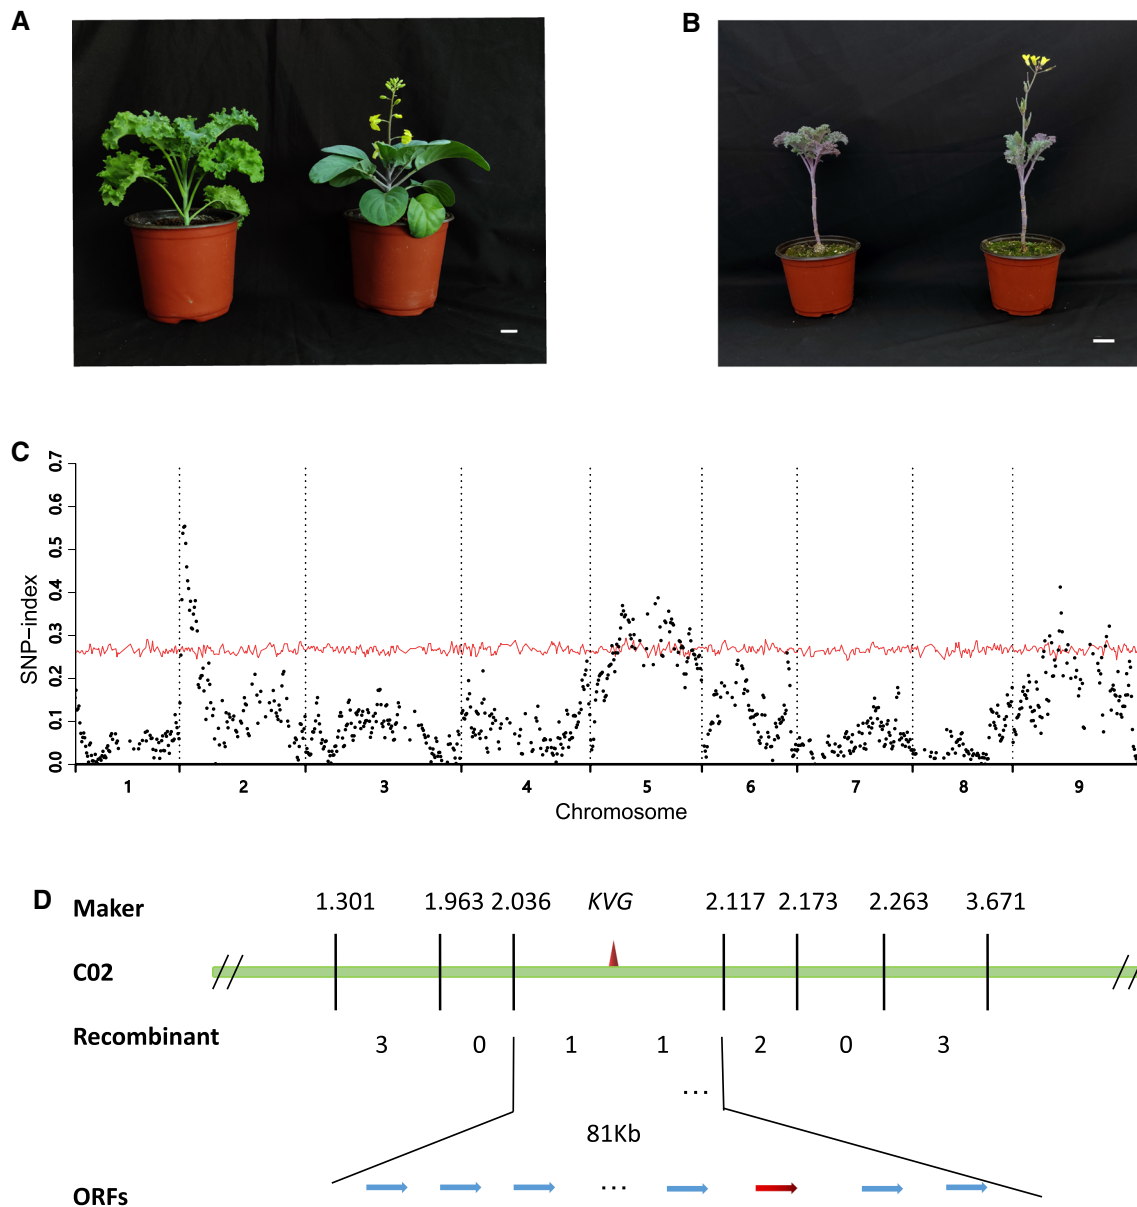 A
B
C
SNP−index
0.7
0.6
0.5
0.4
0.3
0.2
0.1
0.0
1 2 3 4 5 6 7 8 9
Chromosome
D
Maker 1.301 1.963 2.036 KVG 2.117 2.173 2.263 3.671
C02
Recombinant 3 0 1 1 2 0 3
...
81Kb
ORFs ...